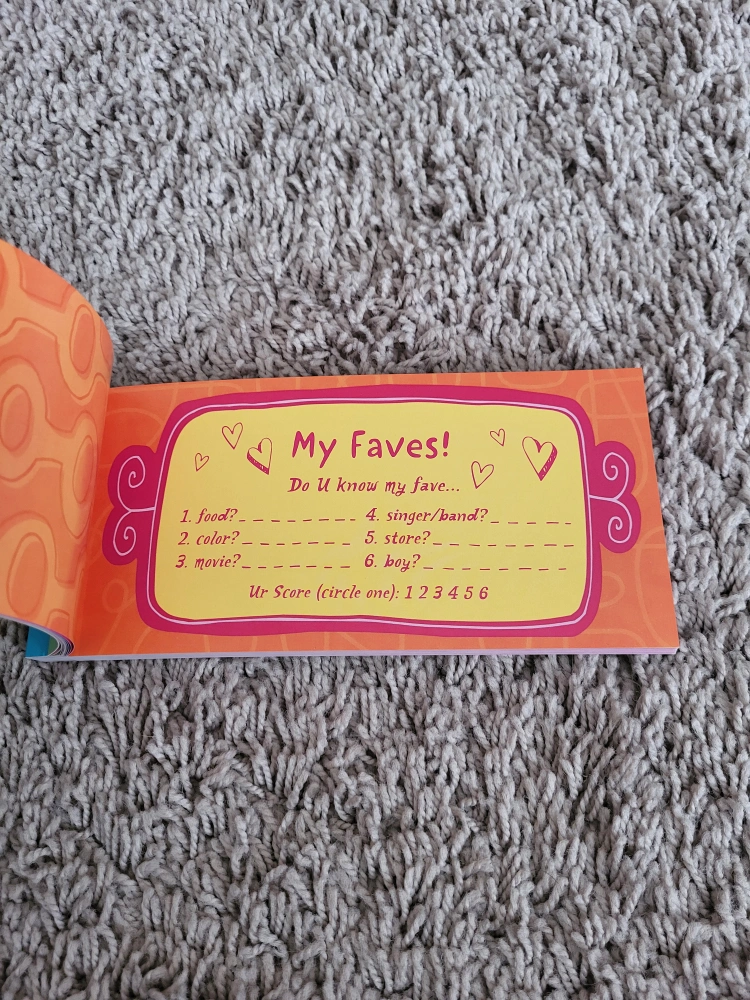 My Faves!
Do U know my fave...
1. food?_ _ _ _ _ _ _ 4. singer/band?_ _ _ _ _
2. color?_ _ _ _ _ _ _ 5. store?_ _ _ _ _ _ _ _
3. movie?_ _ _ _ _ _ _ 6. boy?_ _ _ _ _ _ _ _
Ur Score (circle one): 1 2 3 4 5 6